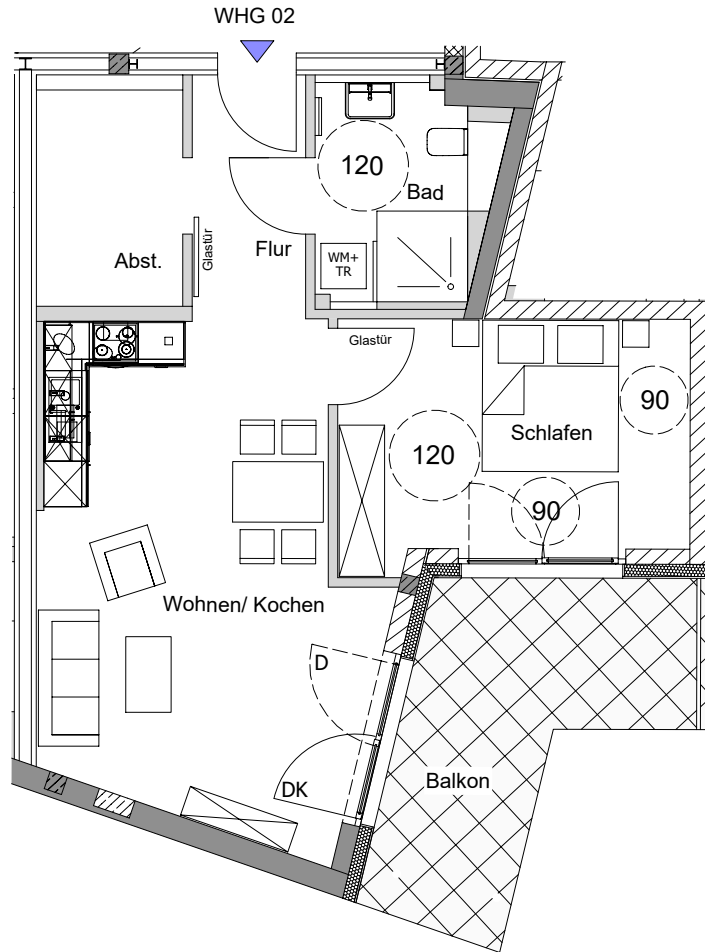 WHG 02
120
Bad
Abst.
Glastür
Flur
WM+
TR
Glastür
90
Schlafen
120
90
Wohnen/ Kochen
D
DK
Balkon